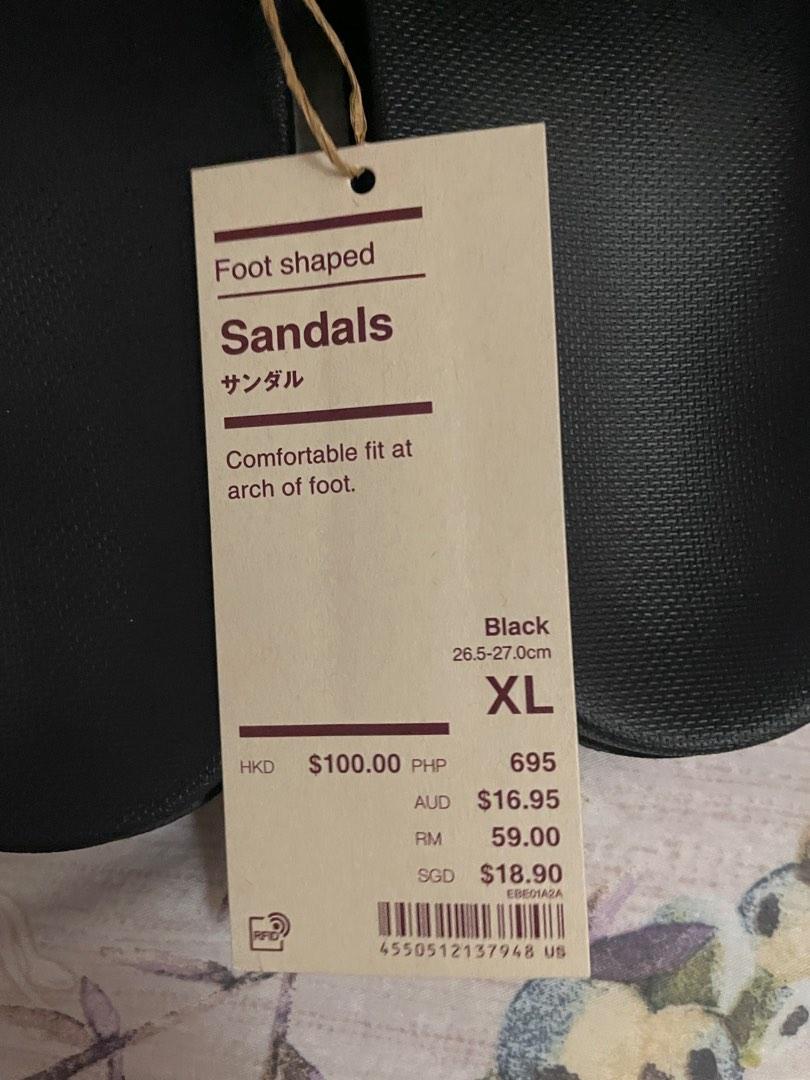 Foot shaped
Sandals
サンダル
Comfortable fit at
arch of foot.
Black
26.5-27.0cm
XL
HKD $100.00 PHP 695
AUD $16.95
RM 59.00
SGD $18.90
EBE01A2A
RFID
4550512137948 US